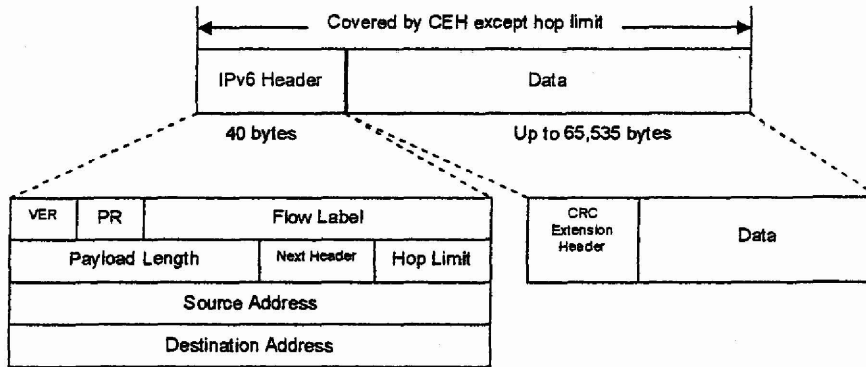 Covered by CEH except hop limit
IPv6 Header
Data
40 bytes
Up to 65,535 bytes
VER
PR
Flow Label
Payload Length
Next Header
Hop Limit
Source Address
Destination Address
CRC
Extension
Header
Data